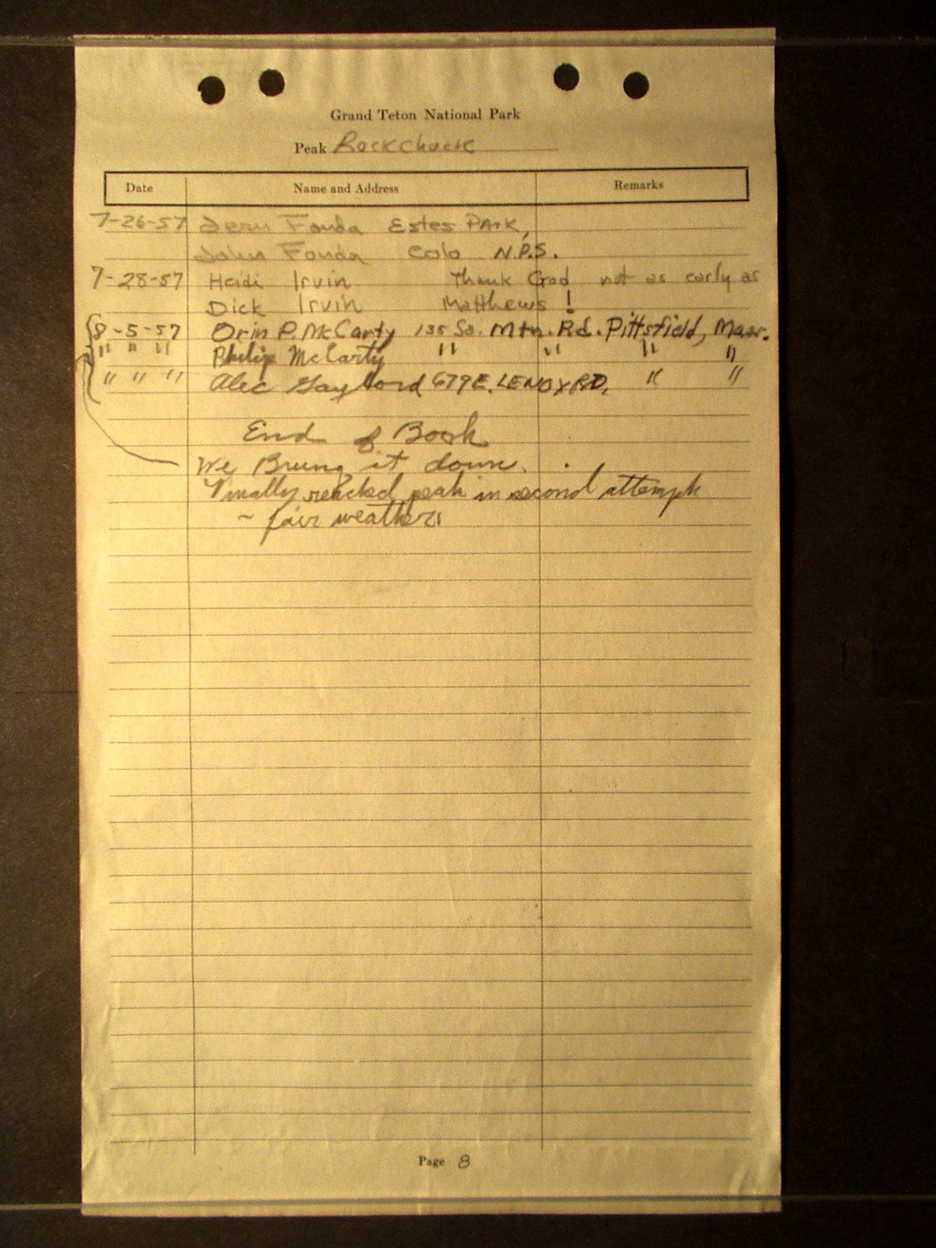 Grand Teton National Park
Peak Rockchuck
Date Name and Address Remarks
7-26-57 Jean Fonda Estes Park,
John Fonda Colo N.P.S.
7-28-57 Heidi Irvin Thank God not as early as
Dick Irvin Matthews!
8-5-57 Orin P. McCarty 135 So. Mtn. Rd. Pittsfield, Mass.
" " " Philip McCarty " " " "
" " " Alec Gaylord 679 E. LENOX RD. " "
End of Book
We Brung it down.
Finally reached peak in second attempt
~ fair weather!
Page 8